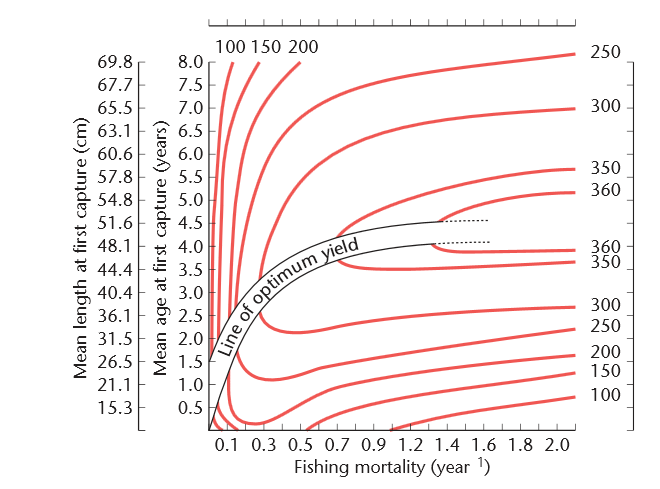 100 150 200
69.8 8.0 250
67.7 7.5
65.5 7.0 300
63.1 6.5
60.6 6.0
57.8 5.5 350
54.8 5.0 360
51.6 4.5
48.1 4.0 360
44.4 3.5 350
40.4 3.0
36.1 2.5 300
31.5 2.0 250
26.5 1.5 200
21.1 1.0 150
15.3 0.5 100
Mean length at first capture (cm)
Mean age at first capture (years)
Line of optimum yield
0.1 0.3 0.5 0.7 0.9 1.2 1.4 1.6 1.8 2.0
Fishing mortality (year 1)